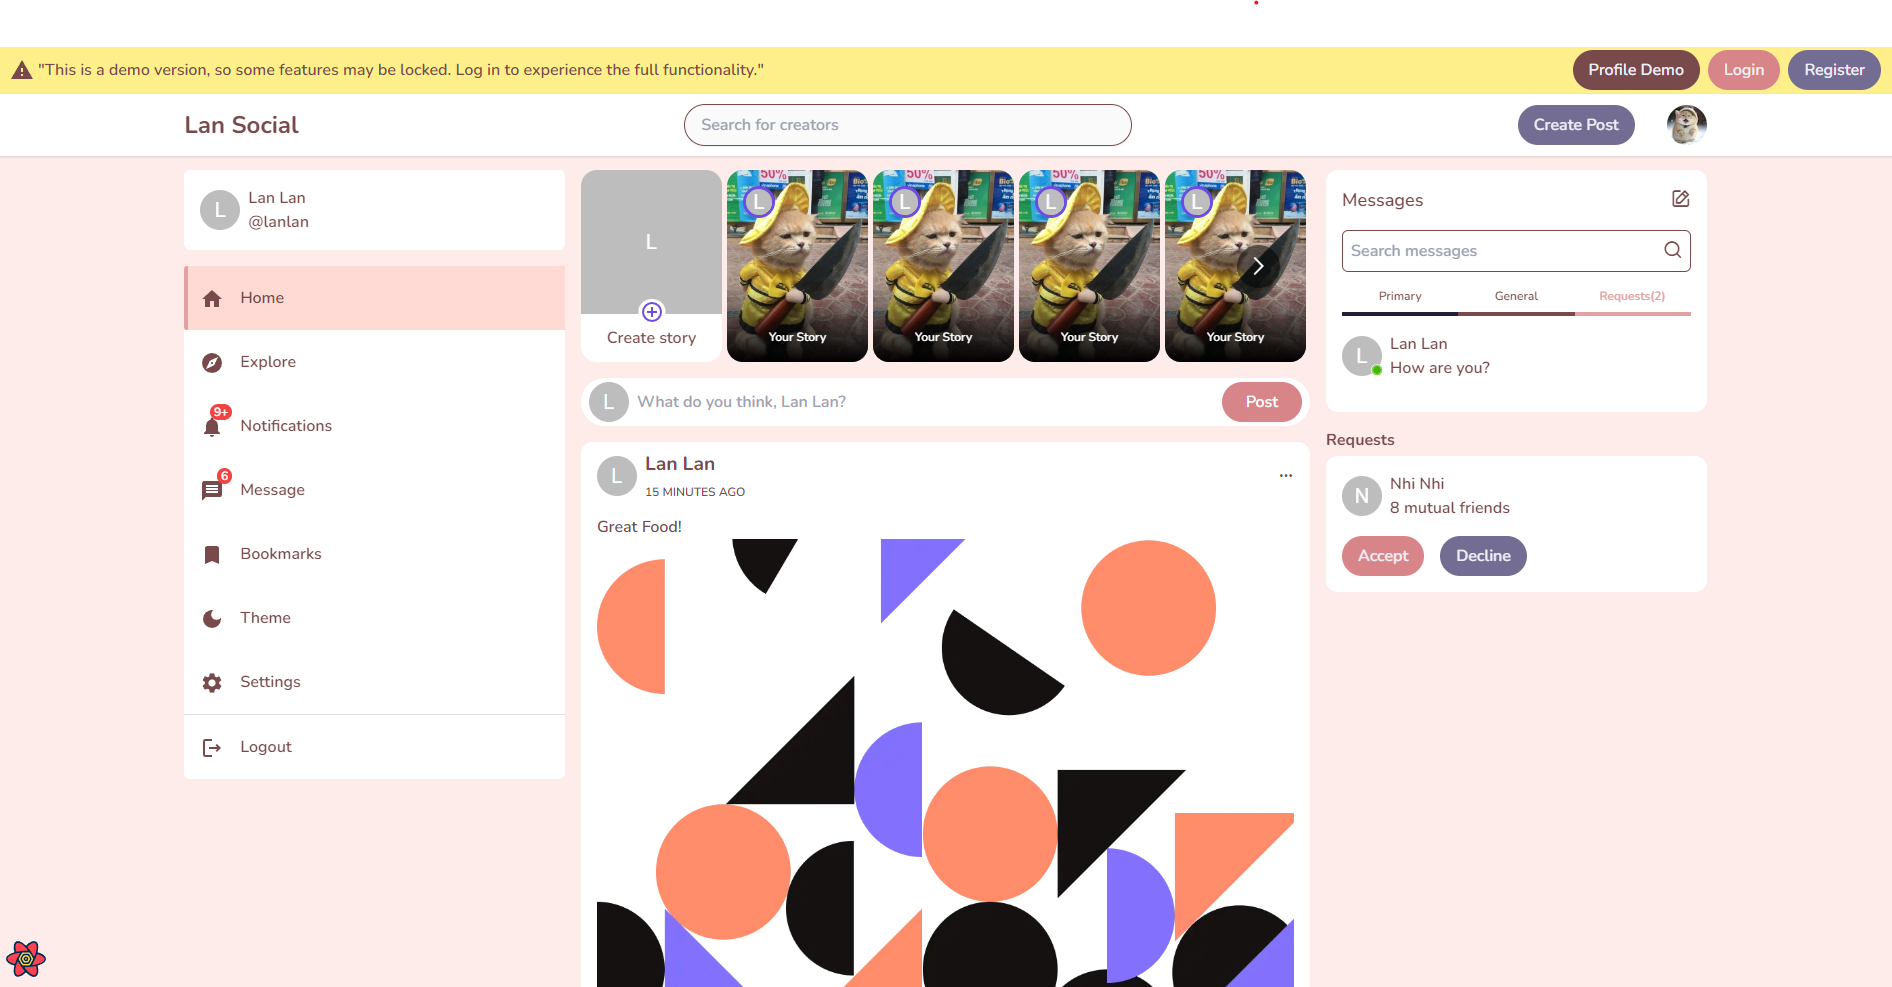 "This is a demo version, so some features may be locked. Log in to experience the full functionality."
Profile Demo
Login
Register
Lan Social
Search for creators
Create Post
L
Lan Lan
@lanlan
Home
Explore
9+
Notifications
6
Message
Bookmarks
Theme
Settings
Logout
L
Create story
50%
L
Your Story
50%
L
Your Story
50%
L
Your Story
50%
L
Your Story
L
What do you think, Lan Lan?
Post
L
Lan Lan
15 MINUTES AGO
...
Great Food!
Messages
Search messages
Primary
General
Requests(2)
L
Lan Lan
How are you?
Requests
N
Nhi Nhi
8 mutual friends
Accept
Decline